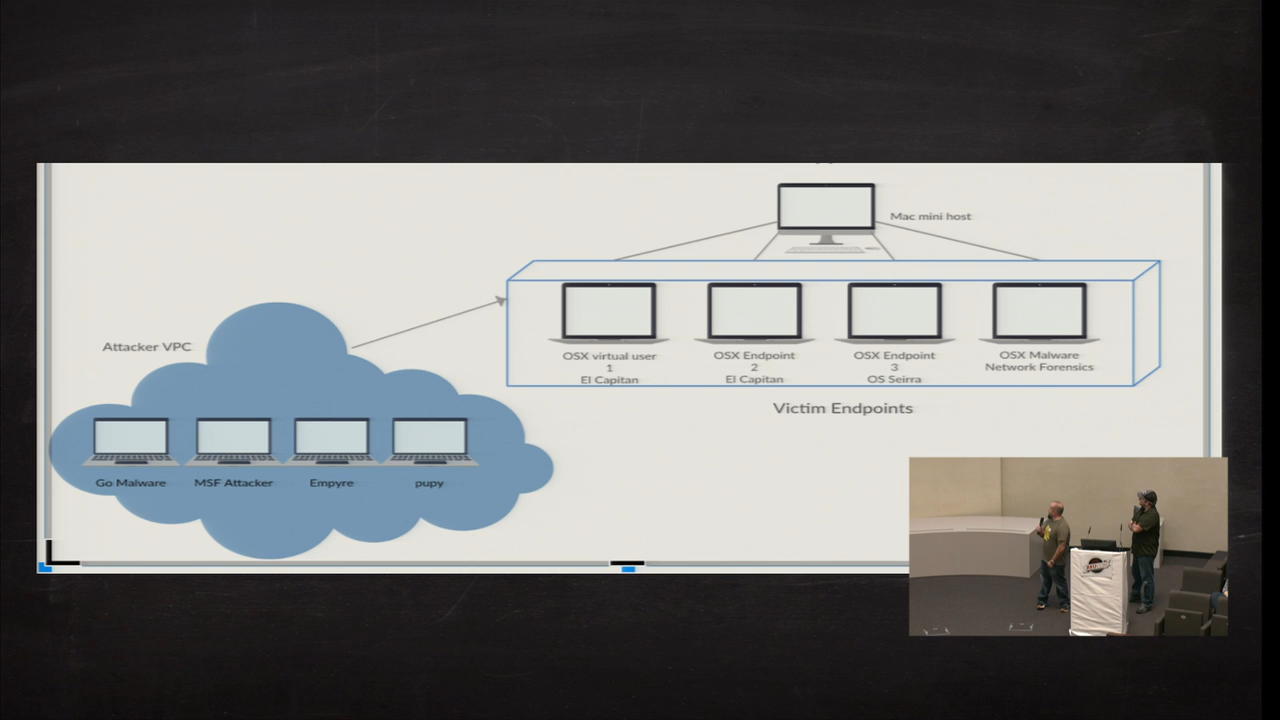 Mac mini host
Attacker VPC
OSX virtual user
1
El Capitan
OSX Endpoint
2
El Capitan
OSX Endpoint
3
OS Seirra
OSX Malware
Network Forensics
Victim Endpoints
Go Malware
MSF Attacker
Empyre
pupy